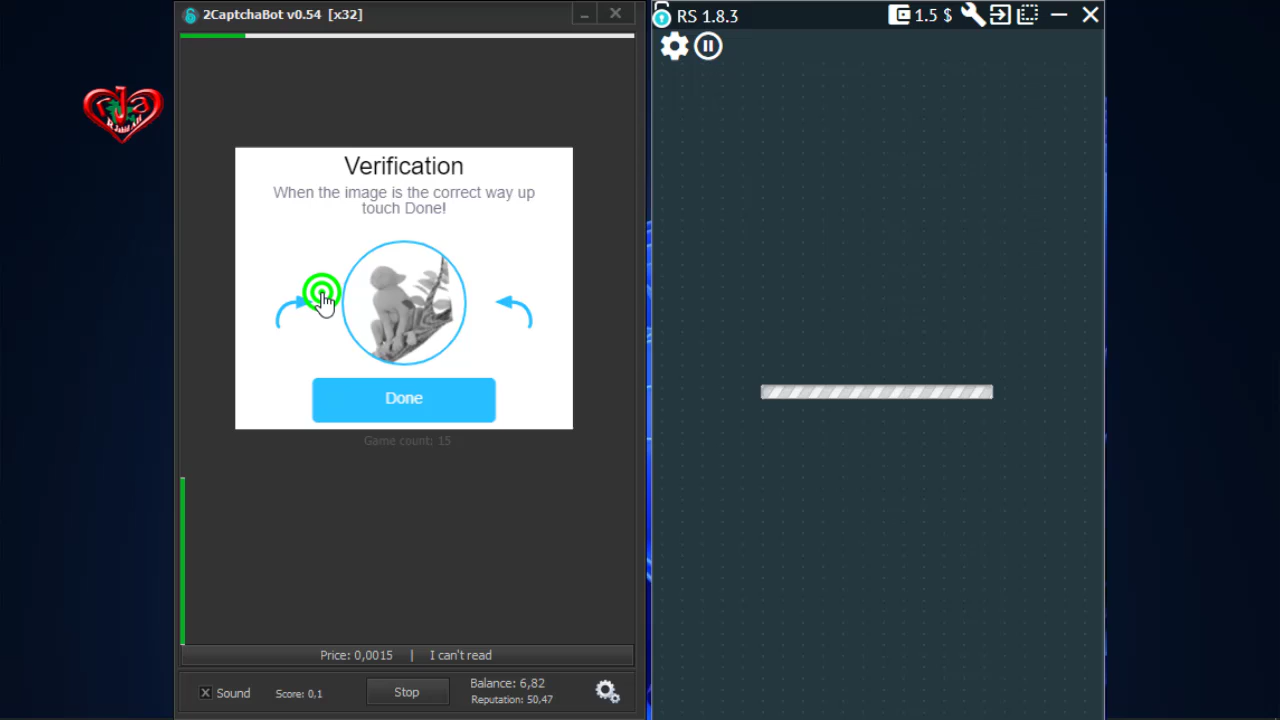 2CaptchaBot v0.54 [x32]
RS 1.8.3
1.5 $
Verification
When the image is the correct way up
touch Done!
Done
Game count: 15
Price: 0,0015 | I can't read
Sound
Score: 0,1
Stop
Balance: 6,82
Reputation: 50,47